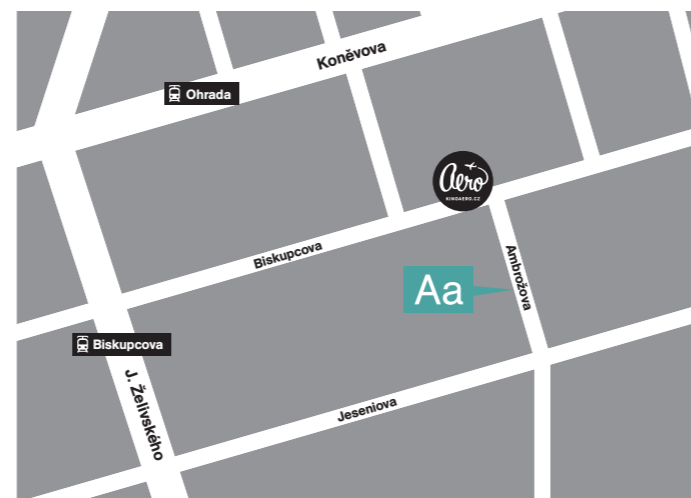 Koněvova
Ohrada
Aero
KINOAERO.CZ
Biskupcova
Ambrožova
Aa
Biskupcova
J. Želivského
Jeseniova